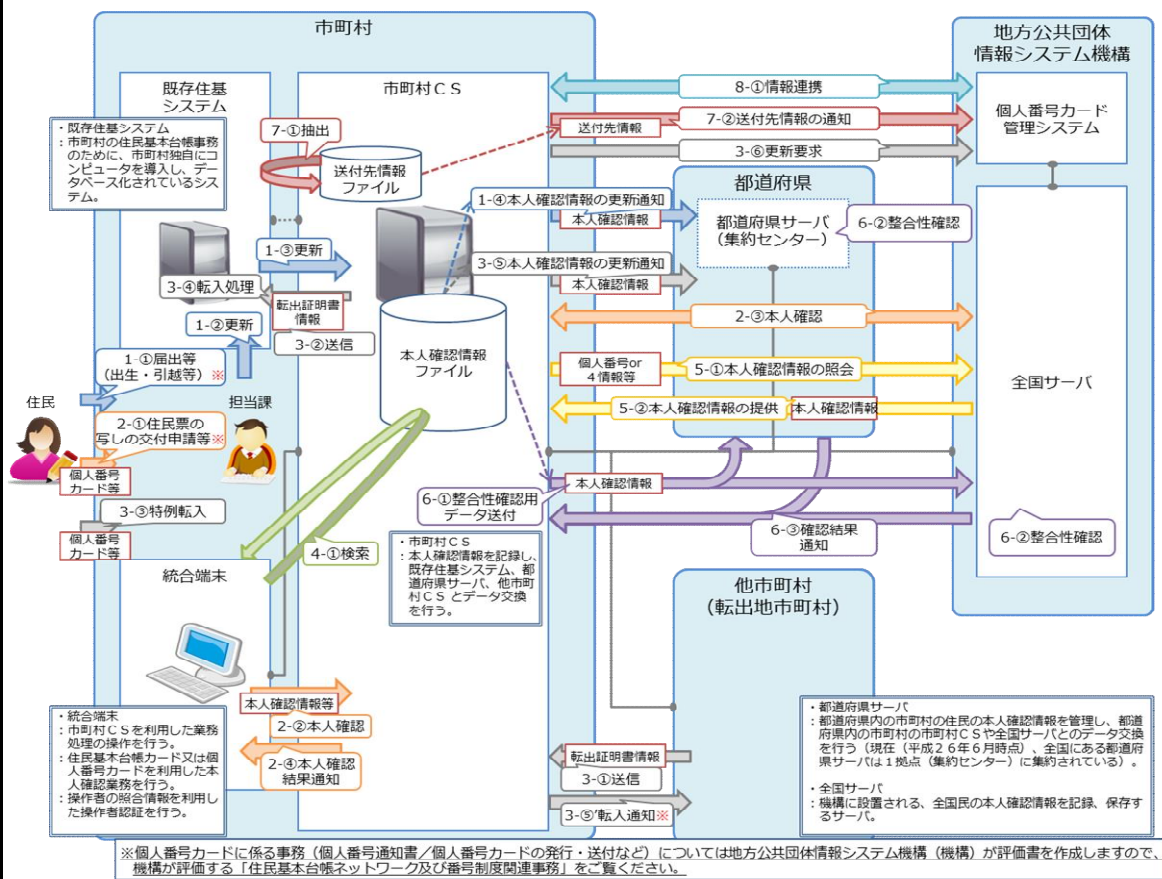 市町村
地方公共団体
情報システム機構
既存住基
システム
市町村ＣＳ
個人番号カード
管理システム
・既存住基システム
：市町村の住民基本台帳事務
のために、市町村独自にコ
ンピュータを導入し、デー
タベース化されているシス
テム。
7-①抽出
送付先情報
ファイル
8-①情報連携
送付先情報
7-②送付先情報の通知
3-⑥更新要求
都道府県
1-④本人確認情報の更新通知
本人確認情報
都道府県サーバ
（集約センター）
6-②整合性確認
1-③更新
3-⑤本人確認情報の更新通知
本人確認情報
3-④転入処理
転出証明書
情報
3-②送信
1-②更新
2-③本人確認
本人確認情報
ファイル
1-①届出等
（出生・引越等）※
個人番号or
４情報等
5-①本人確認情報の照会
全国サーバ
住民
担当課
5-②本人確認情報の提供
本人確認情報
2-①住民票の
写しの交付申請等※
個人番号
カード等
本人確認情報
6-①整合性確認用
データ送付
3-③特例転入
個人番号
カード等
6-③確認結果
通知
6-②整合性確認
4-①検索
・市町村ＣＳ
：本人確認情報を記録し、
既存住基システム、都
道府県サーバ、他市町
村ＣＳ とデータ交換
を行う。
統合端末
他市町村
（転出地市町村）
本人確認情報等
2-②本人確認
2-④本人確認
結果通知
・統合端末
：市町村ＣＳを利用した業務
処理の操作を行う。
：住民基本台帳カード又は個
人番号カードを利用した本
人確認業務を行う。
：操作者の照合情報を利用し
た操作者認証を行う。
転出証明書情報
3-①送信
3-⑤’転入通知※
・都道府県サーバ
：都道府県内の市町村の住民の本人確認情報を管理し、都道
府県内の市町村の市町村ＣＳや全国サーバとのデータ交換
を行う（現在（平成２６年６月時点）、全国にある都道府
県サーバは１拠点（集約センター）に集約されている）。
・全国サーバ
：機構に設置される、全国民の本人確認情報を記録、保存す
るサーバ。
※個人番号カードに係る事務（個人番号通知書／個人番号カードの発行・送付など）については地方公共団体情報システム機構（機構）が評価書を作成しますので、
機構が評価する「住民基本台帳ネットワーク及び番号制度関連事務」をご覧ください。